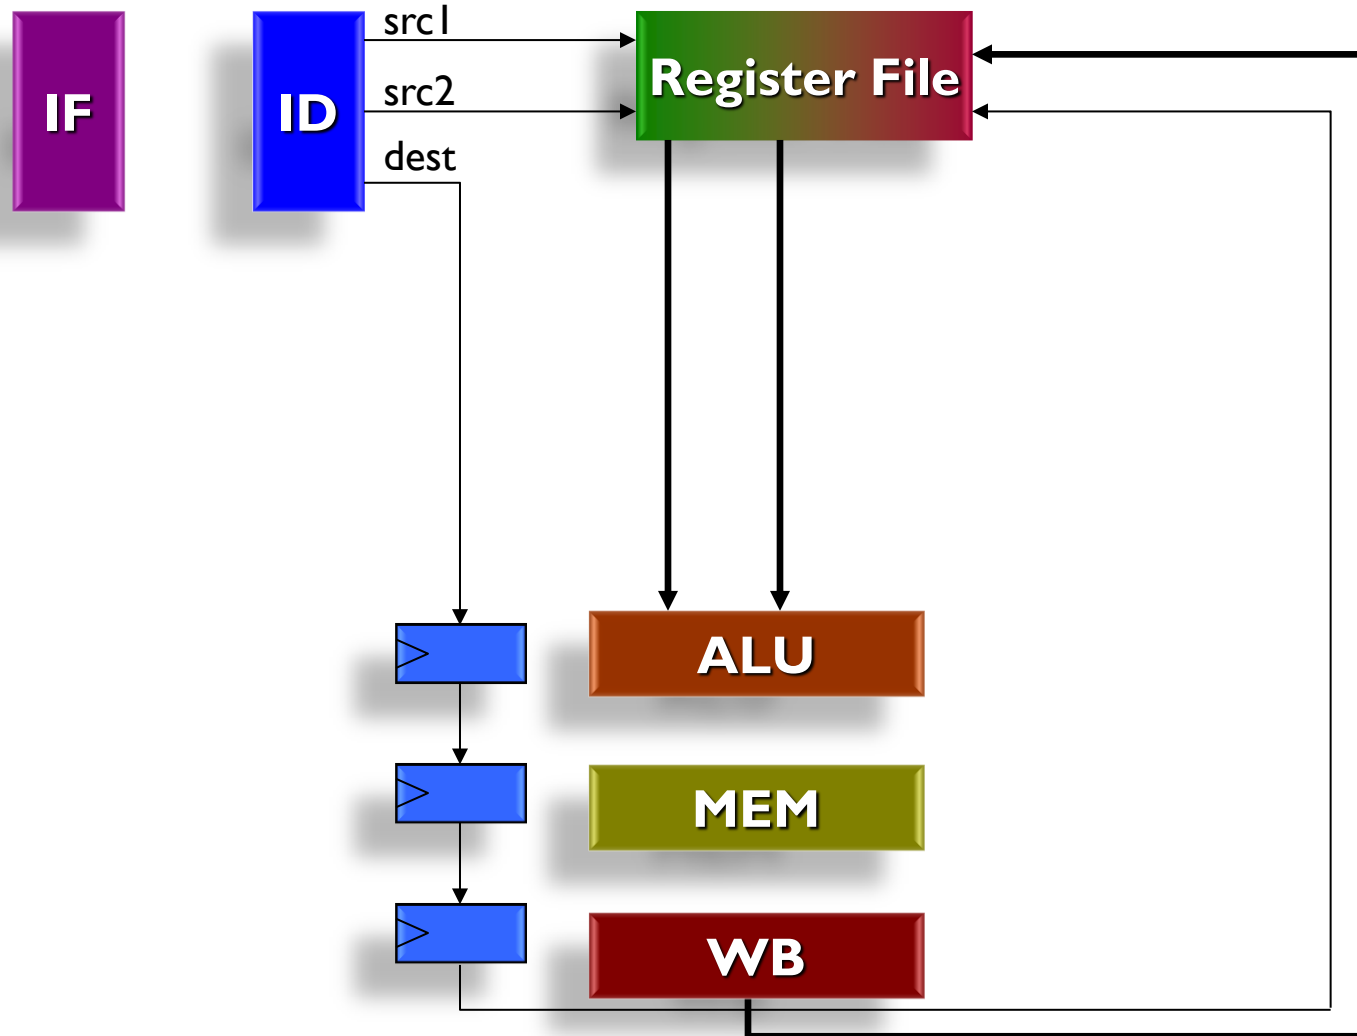 src1
IF
ID
Register File
src2
dest
ALU
MEM
WB